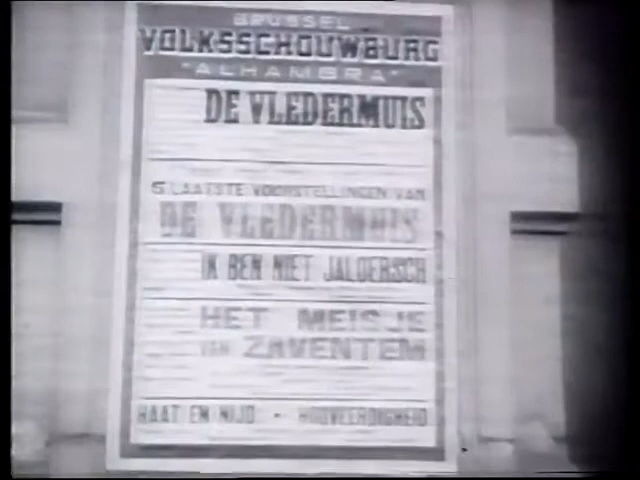 BRUSSEL
VOLKSSCHOUWBURG
"ALHAMBRA"
DE VLEDERMUIS
5 LAATSTE VOORSTELLINGEN VAN
DE VLEDERMUIS
IK BEN NIET JALOERSCH
HET MEISJE
VAN ZAVENTEM
HAAT EN NIJD - HOOVEERDIGHEID